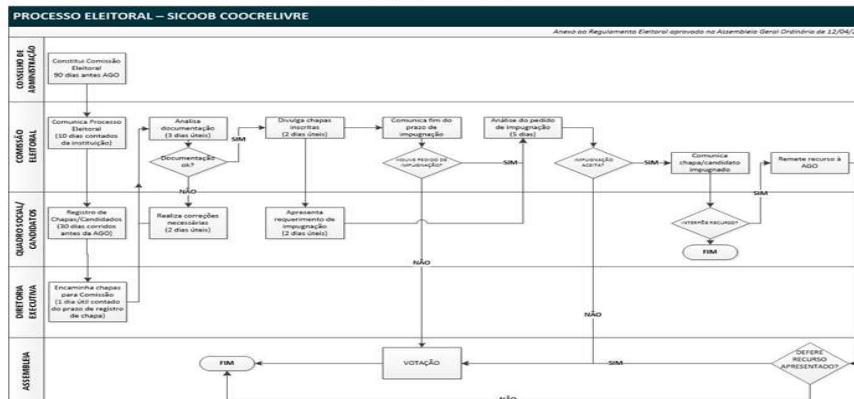 PROCESSO ELEITORAL – SICOOB COOCRELIVRE
Anexo ao Regulamento Eleitoral aprovado na Assembleia Geral Ordinária de 12/04/2
CONSELHO DE
ADMINISTRAÇÃO
Constitui Comissão
Eleitoral
90 dias antes AGO
COMISSÃO
ELEITORAL
Comunica Processo
Eleitoral
(10 dias contados
da instituição)
Analisa
documentação
(3 dias úteis)
Documentação
ok?
SIM
NÃO
Divulga chapas
inscritas
(2 dias úteis)
Comunica fim do
prazo de
impugnação
HOUVE PEDIDO DE
IMPUGNAÇÃO?
SIM
Análise do pedido
de impugnação
(5 dias)
IMPUGNAÇÃO
ACEITA?
SIM
Comunica
chapa/candidato
impugnado
Remete recurso à
AGO
SIM
QUADRO SOCIAL/
CANDIDATOS
Registro de
Chapas/Candidatos
(30 dias corridos
antes da AGO)
Realiza correções
necessárias
(2 dias úteis)
Apresenta
requerimento de
impugnação
(2 dias úteis)
INTERPÕE RECURSO?
FIM
NÃO
DIRETORIA
EXECUTIVA
Encaminha chapas
para Comissão
(1 dia útil contado
do prazo de registro
de chapa)
NÃO
ASSEMBLEIA
FIM
VOTAÇÃO
SIM
DEFERE
RECURSO
APRESENTADO?
NÃO